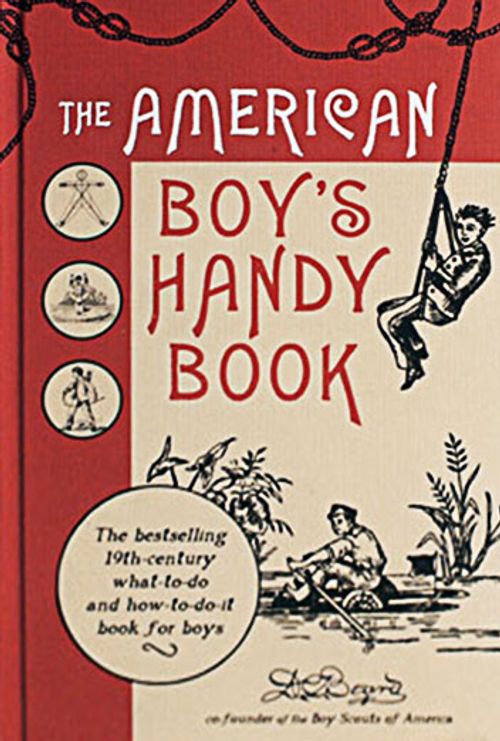 THE AMERICAN
BOY'S
HANDY
BOOK
The bestselling
19th-century
what-to-do
and how-to-do-it
book for boys
D.C. Beard
co-founder of the Boy Scouts of America